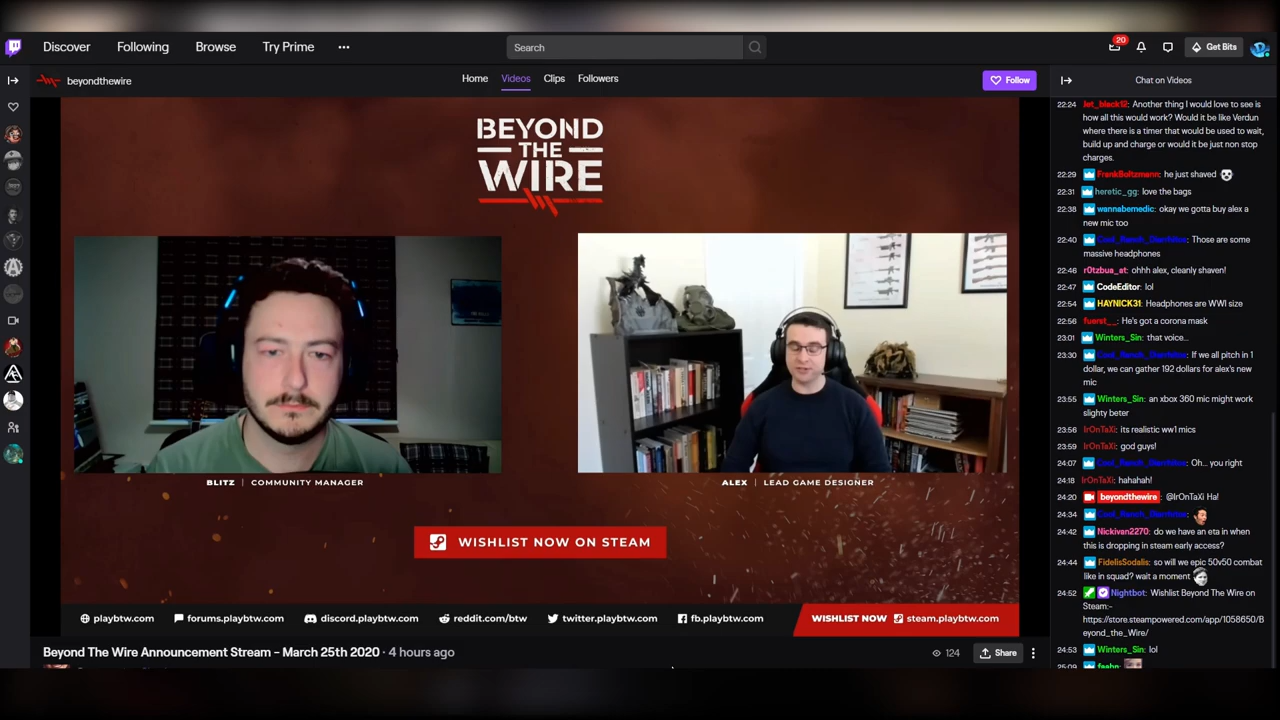 Discover
Following
Browse
Try Prime
Search
20
Get Bits
beyondthewire
Home
Videos
Clips
Followers
Follow
Chat on Videos
BEYOND
THE
WIRE
BLITZ | COMMUNITY MANAGER
ALEX | LEAD GAME DESIGNER
WISHLIST NOW ON STEAM
playbtw.com
forums.playbtw.com
discord.playbtw.com
reddit.com/btw
twitter.playbtw.com
fb.playbtw.com
WISHLIST NOW steam.playbtw.com
Beyond The Wire Announcement Stream - March 25th 2020 · 4 hours ago
124
Share
22:24 Jet_black12: Another thing I would love to see is
how all this would work? Would it be like Verdun
where there is a timer that would be used to wait,
build up and charge or would it be just non stop
charges.
22:29 FrankBoltzmann: he just shaved
22:31 heretic_gg: love the bags
22:38 wannabemedic: okay we gotta buy alex a
new mic too
22:40 Those are some
massive headphones
22:46 r0tzbua_at: ohhh alex, cleanly shaven!
22:47 CodeEditor: lol
22:54 HAYNICK31: Headphones are WW1 size
22:56 fuerst__: He's got a corona mask
23:01 Winters_Sin: that voice...
23:30 If we all pitch in 1
dollar, we can gather 192 dollars for alex's new
mic
23:55 Winters_Sin: an xbox 360 mic might work
slighty beter
23:56 IrOnTaXi: its realistic ww1 mics
23:59 IrOnTaXi: god guys!
24:07 Oh... you right
24:18 IrOnTaXi: hahahah!
24:20 beyondthewire: @IrOnTaXi Ha!
24:34
24:42 Nickivan2270: do we have an eta in when
this is dropping in steam early access?
24:44 FidelisSodalis: so will we epic 50v50 combat
like in squad? wait a moment
24:52 Nightbot: Wishlist Beyond The Wire on
Steam:-
https://store.steampowered.com/app/1058650/B
eyond_the_Wire/
24:53 Winters_Sin: lol
25:09